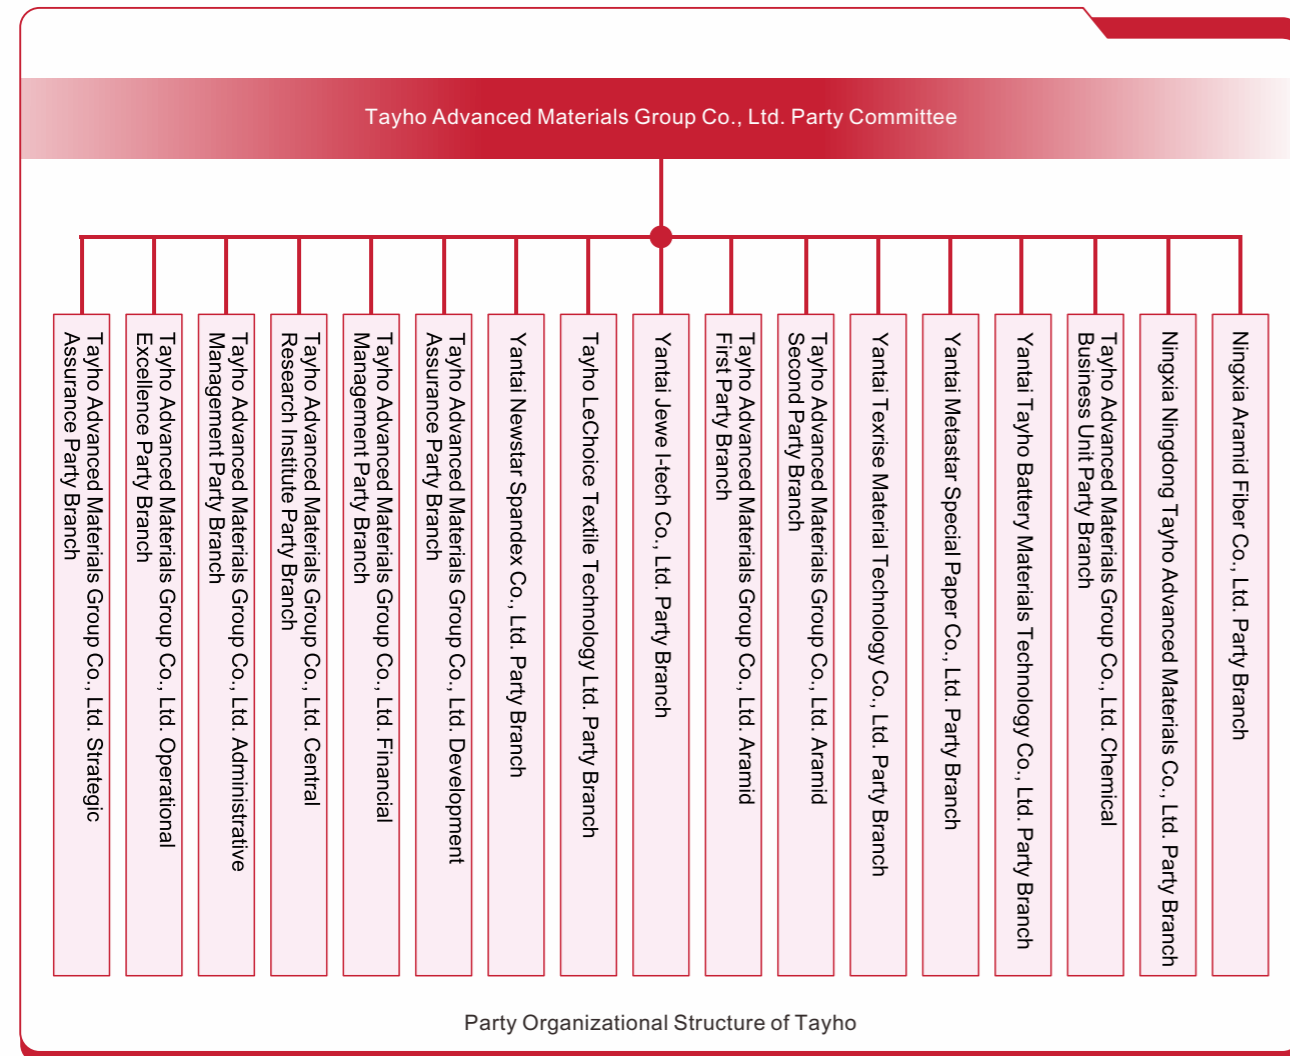 Tayho Advanced Materials Group Co., Ltd. Party Committee
Tayho Advanced Materials Group Co., Ltd. Strategic
Assurance Party Branch
Tayho Advanced Materials Group Co., Ltd. Operational
Excellence Party Branch
Tayho Advanced Materials Group Co., Ltd. Administrative
Management Party Branch
Tayho Advanced Materials Group Co., Ltd. Central
Research Institute Party Branch
Tayho Advanced Materials Group Co., Ltd. Financial
Management Party Branch
Tayho Advanced Materials Group Co., Ltd. Development
Assurance Party Branch
Yantai Newstar Spandex Co., Ltd. Party Branch
Tayho LeChoice Textile Technology Ltd. Party Branch
Yantai Jewe I-tech Co., Ltd. Party Branch
Tayho Advanced Materials Group Co., Ltd. Aramid
First Party Branch
Tayho Advanced Materials Group Co., Ltd. Aramid
Second Party Branch
Yantai Texrise Material Technology Co., Ltd. Party Branch
Yantai Metastar Special Paper Co., Ltd. Party Branch
Yantai Tayho Battery Materials Technology Co., Ltd. Party Branch
Tayho Advanced Materials Group Co., Ltd. Chemical
Business Unit Party Branch
Ningxia Ningdong Tayho Advanced Materials Co., Ltd. Party Branch
Ningxia Aramid Fiber Co., Ltd. Party Branch
Party Organizational Structure of Tayho